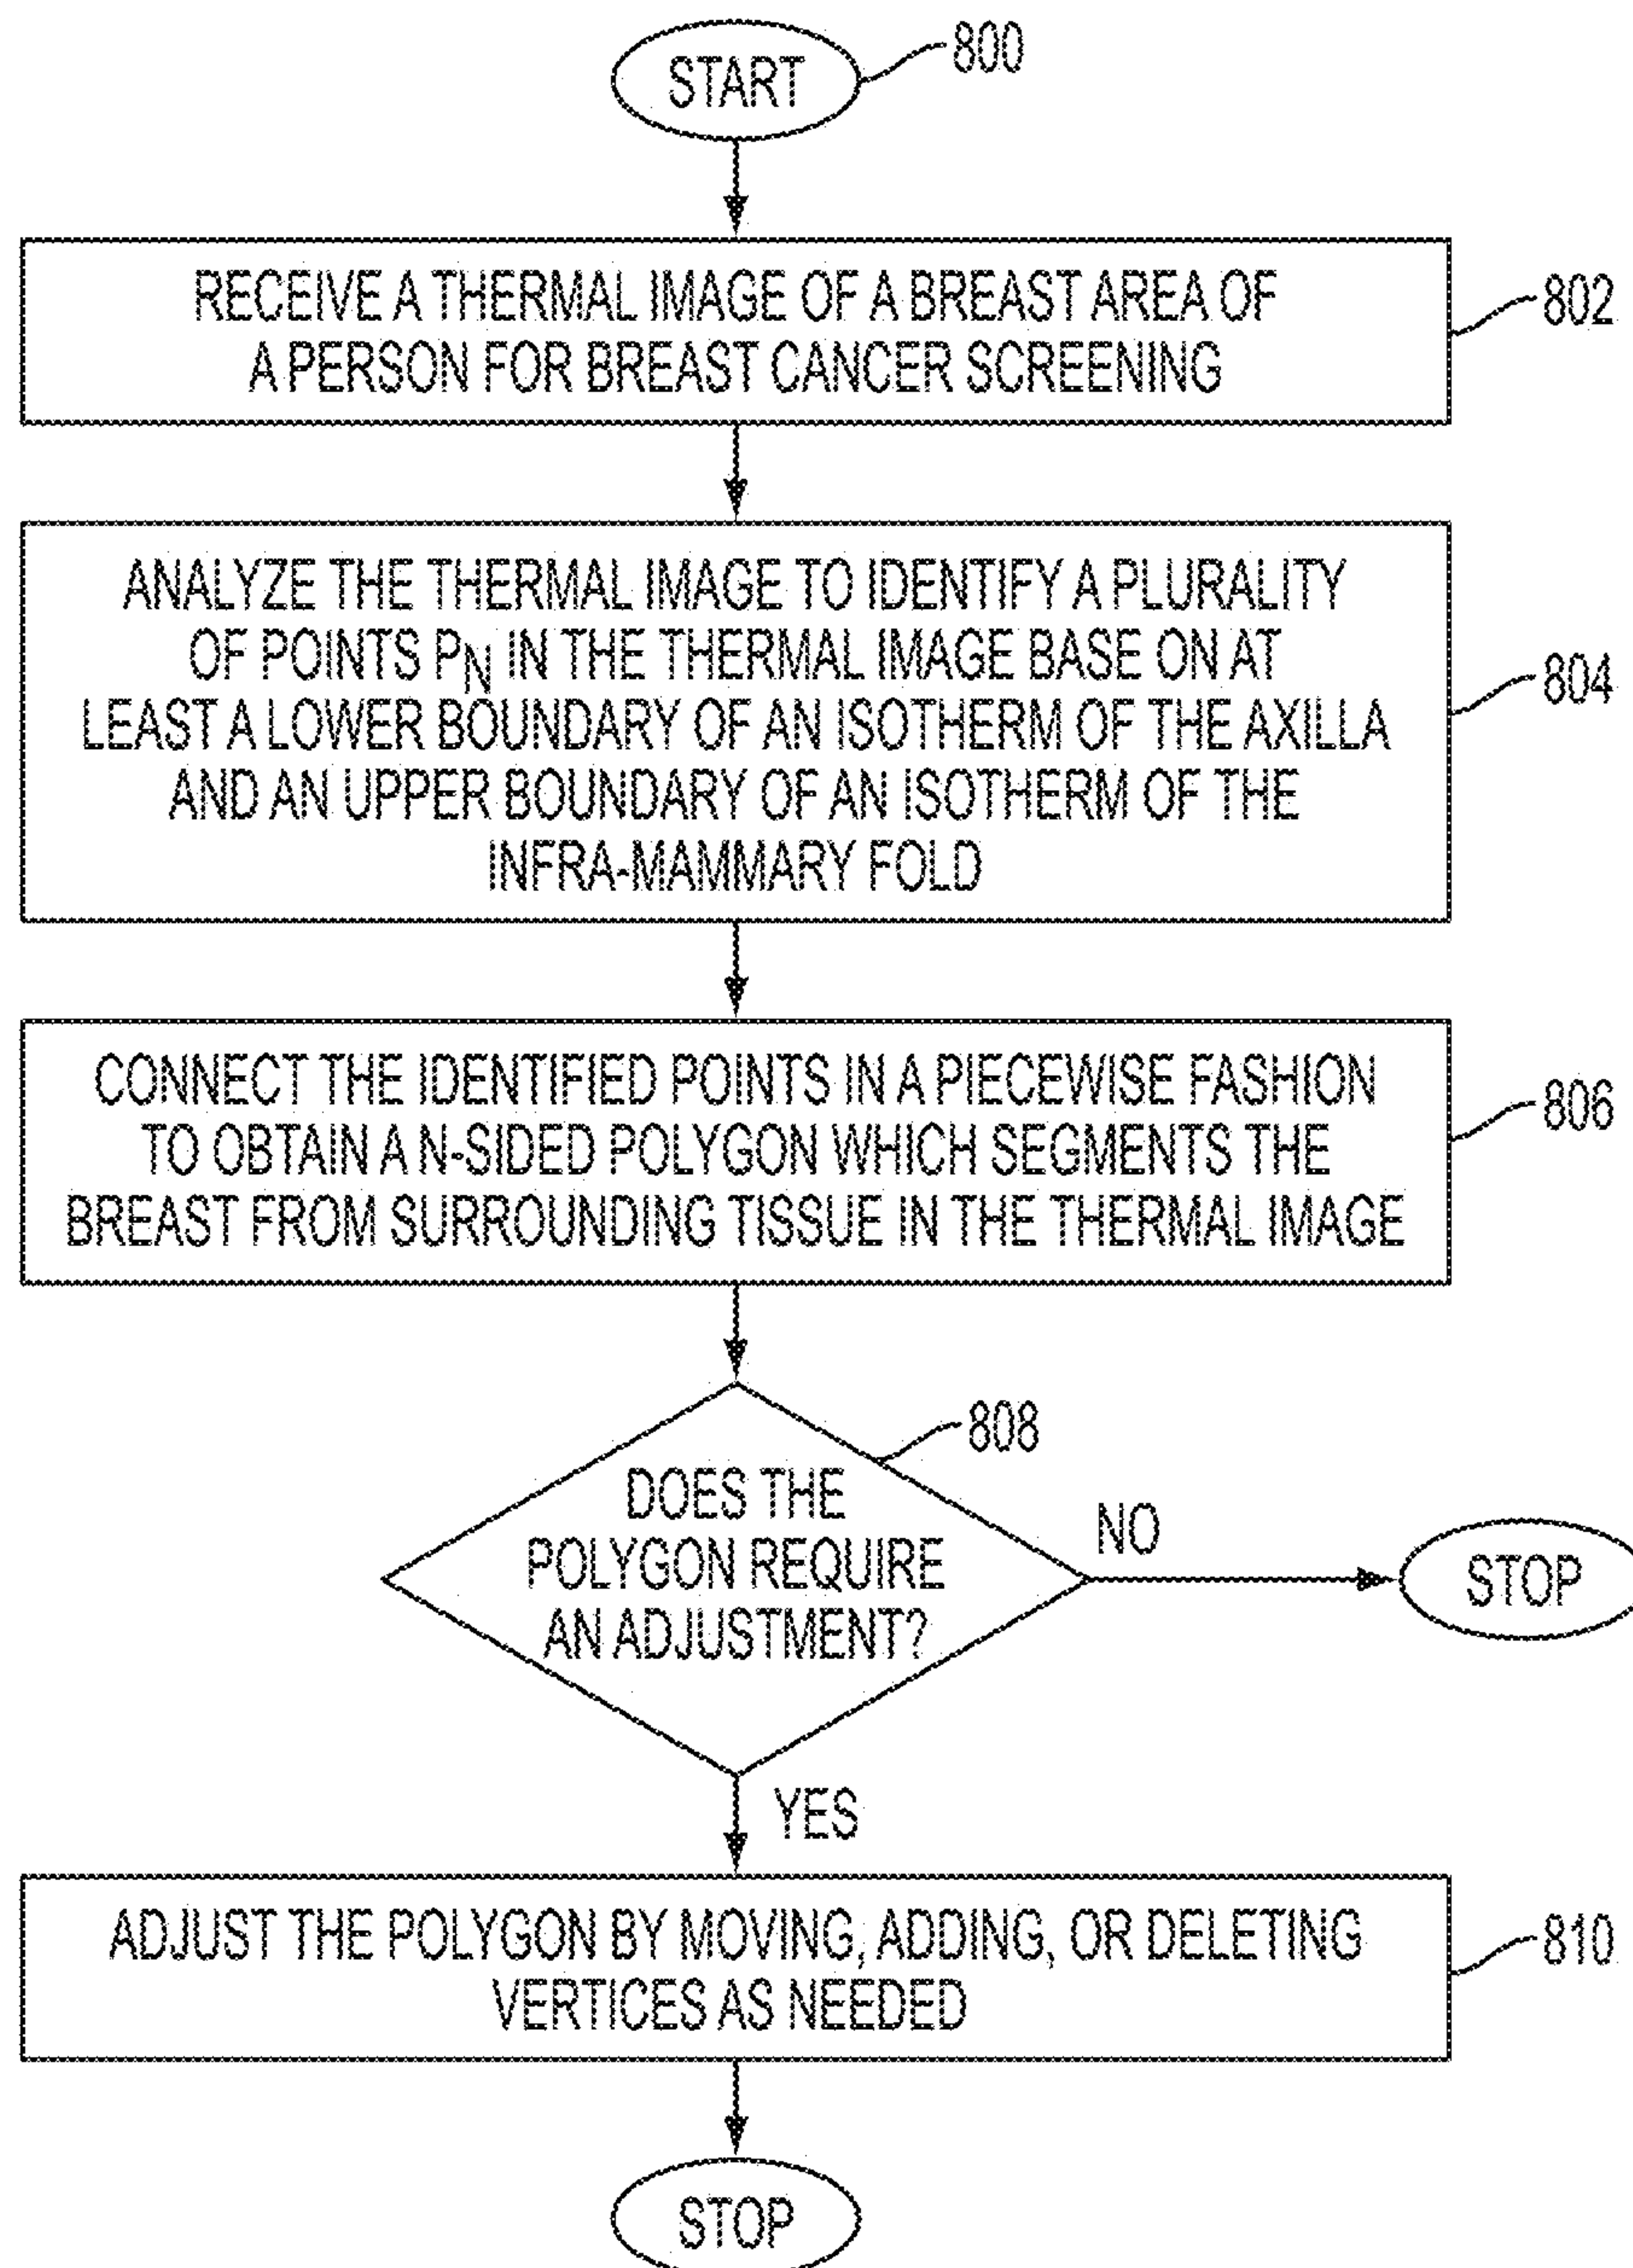 START
800
RECEIVE A THERMAL IMAGE OF A BREAST AREA OF
A PERSON FOR BREAST CANCER SCREENING
802
ANALYZE THE THERMAL IMAGE TO IDENTIFY A PLURALITY
OF POINTS PN IN THE THERMAL IMAGE BASE ON AT
LEAST A LOWER BOUNDARY OF AN ISOTHERM OF THE AXILLA
AND AN UPPER BOUNDARY OF AN ISOTHERM OF THE
INFRA-MAMMARY FOLD
804
CONNECT THE IDENTIFIED POINTS IN A PIECEWISE FASHION
TO OBTAIN A N-SIDED POLYGON WHICH SEGMENTS THE
BREAST FROM SURROUNDING TISSUE IN THE THERMAL IMAGE
806
808
DOES THE
POLYGON REQUIRE
AN ADJUSTMENT?
NO
STOP
YES
ADJUST THE POLYGON BY MOVING, ADDING, OR DELETING
VERTICES AS NEEDED
810
STOP